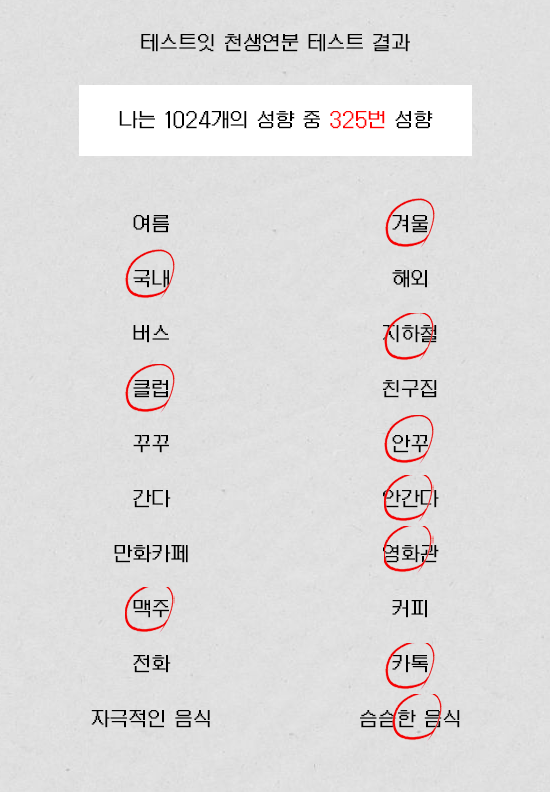 테스트잇 천생연분 테스트 결과
나는 1024개의 성향 중 325번 성향
여름 겨울
국내 해외
버스 지하철
클럽 친구집
꾸꾸 안꾸
간다 안간다
만화카페 영화관
맥주 커피
전화 카톡
자극적인 음식 슴슴한 음식